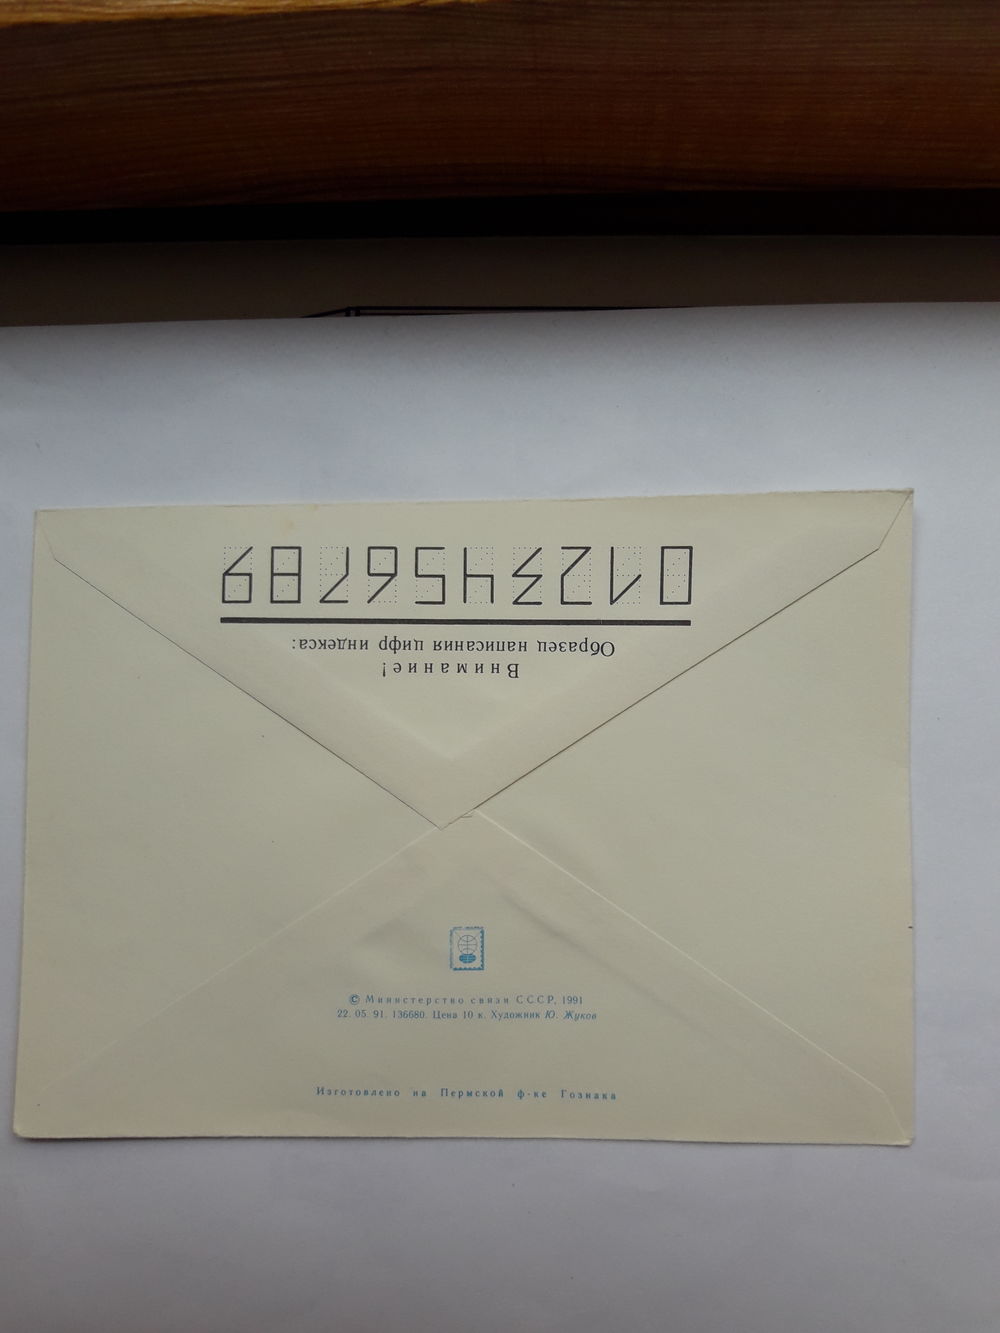 Внимание!
Образец написания цифр индекса:
0123456789
© Министерство связи СССР, 1991
22. 05. 91. 136680. Цена 10 к. Художник Ю. Жуков
Изготовлено на Пермской ф-ке Гознака